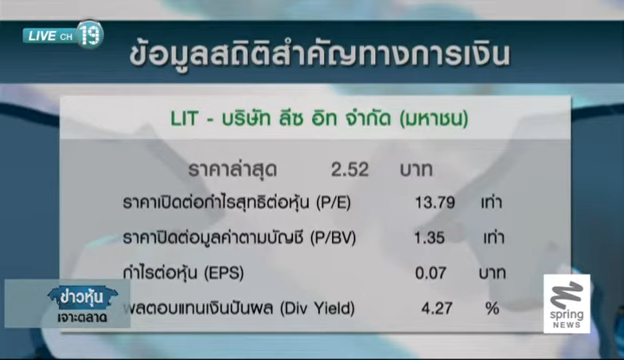 LIVE CH 19
ข้อมูลสถิติสำคัญทางการเงิน
LIT - บริษัท ลีซ อิท จำกัด (มหาชน)
ราคาล่าสุด 2.52 บาท
ราคาเปิดต่อกำไรสุทธิต่อหุ้น (P/E) 13.79 เท่า
ราคาปิดต่อมูลค่าตามบัญชี (P/BV) 1.35 เท่า
กำไรต่อหุ้น (EPS) 0.07 บาท
ผลตอบแทนเงินปันผล (Div Yield) 4.27 %
ข่าวหุ้น
เจาะตลาด
spring
NEWS